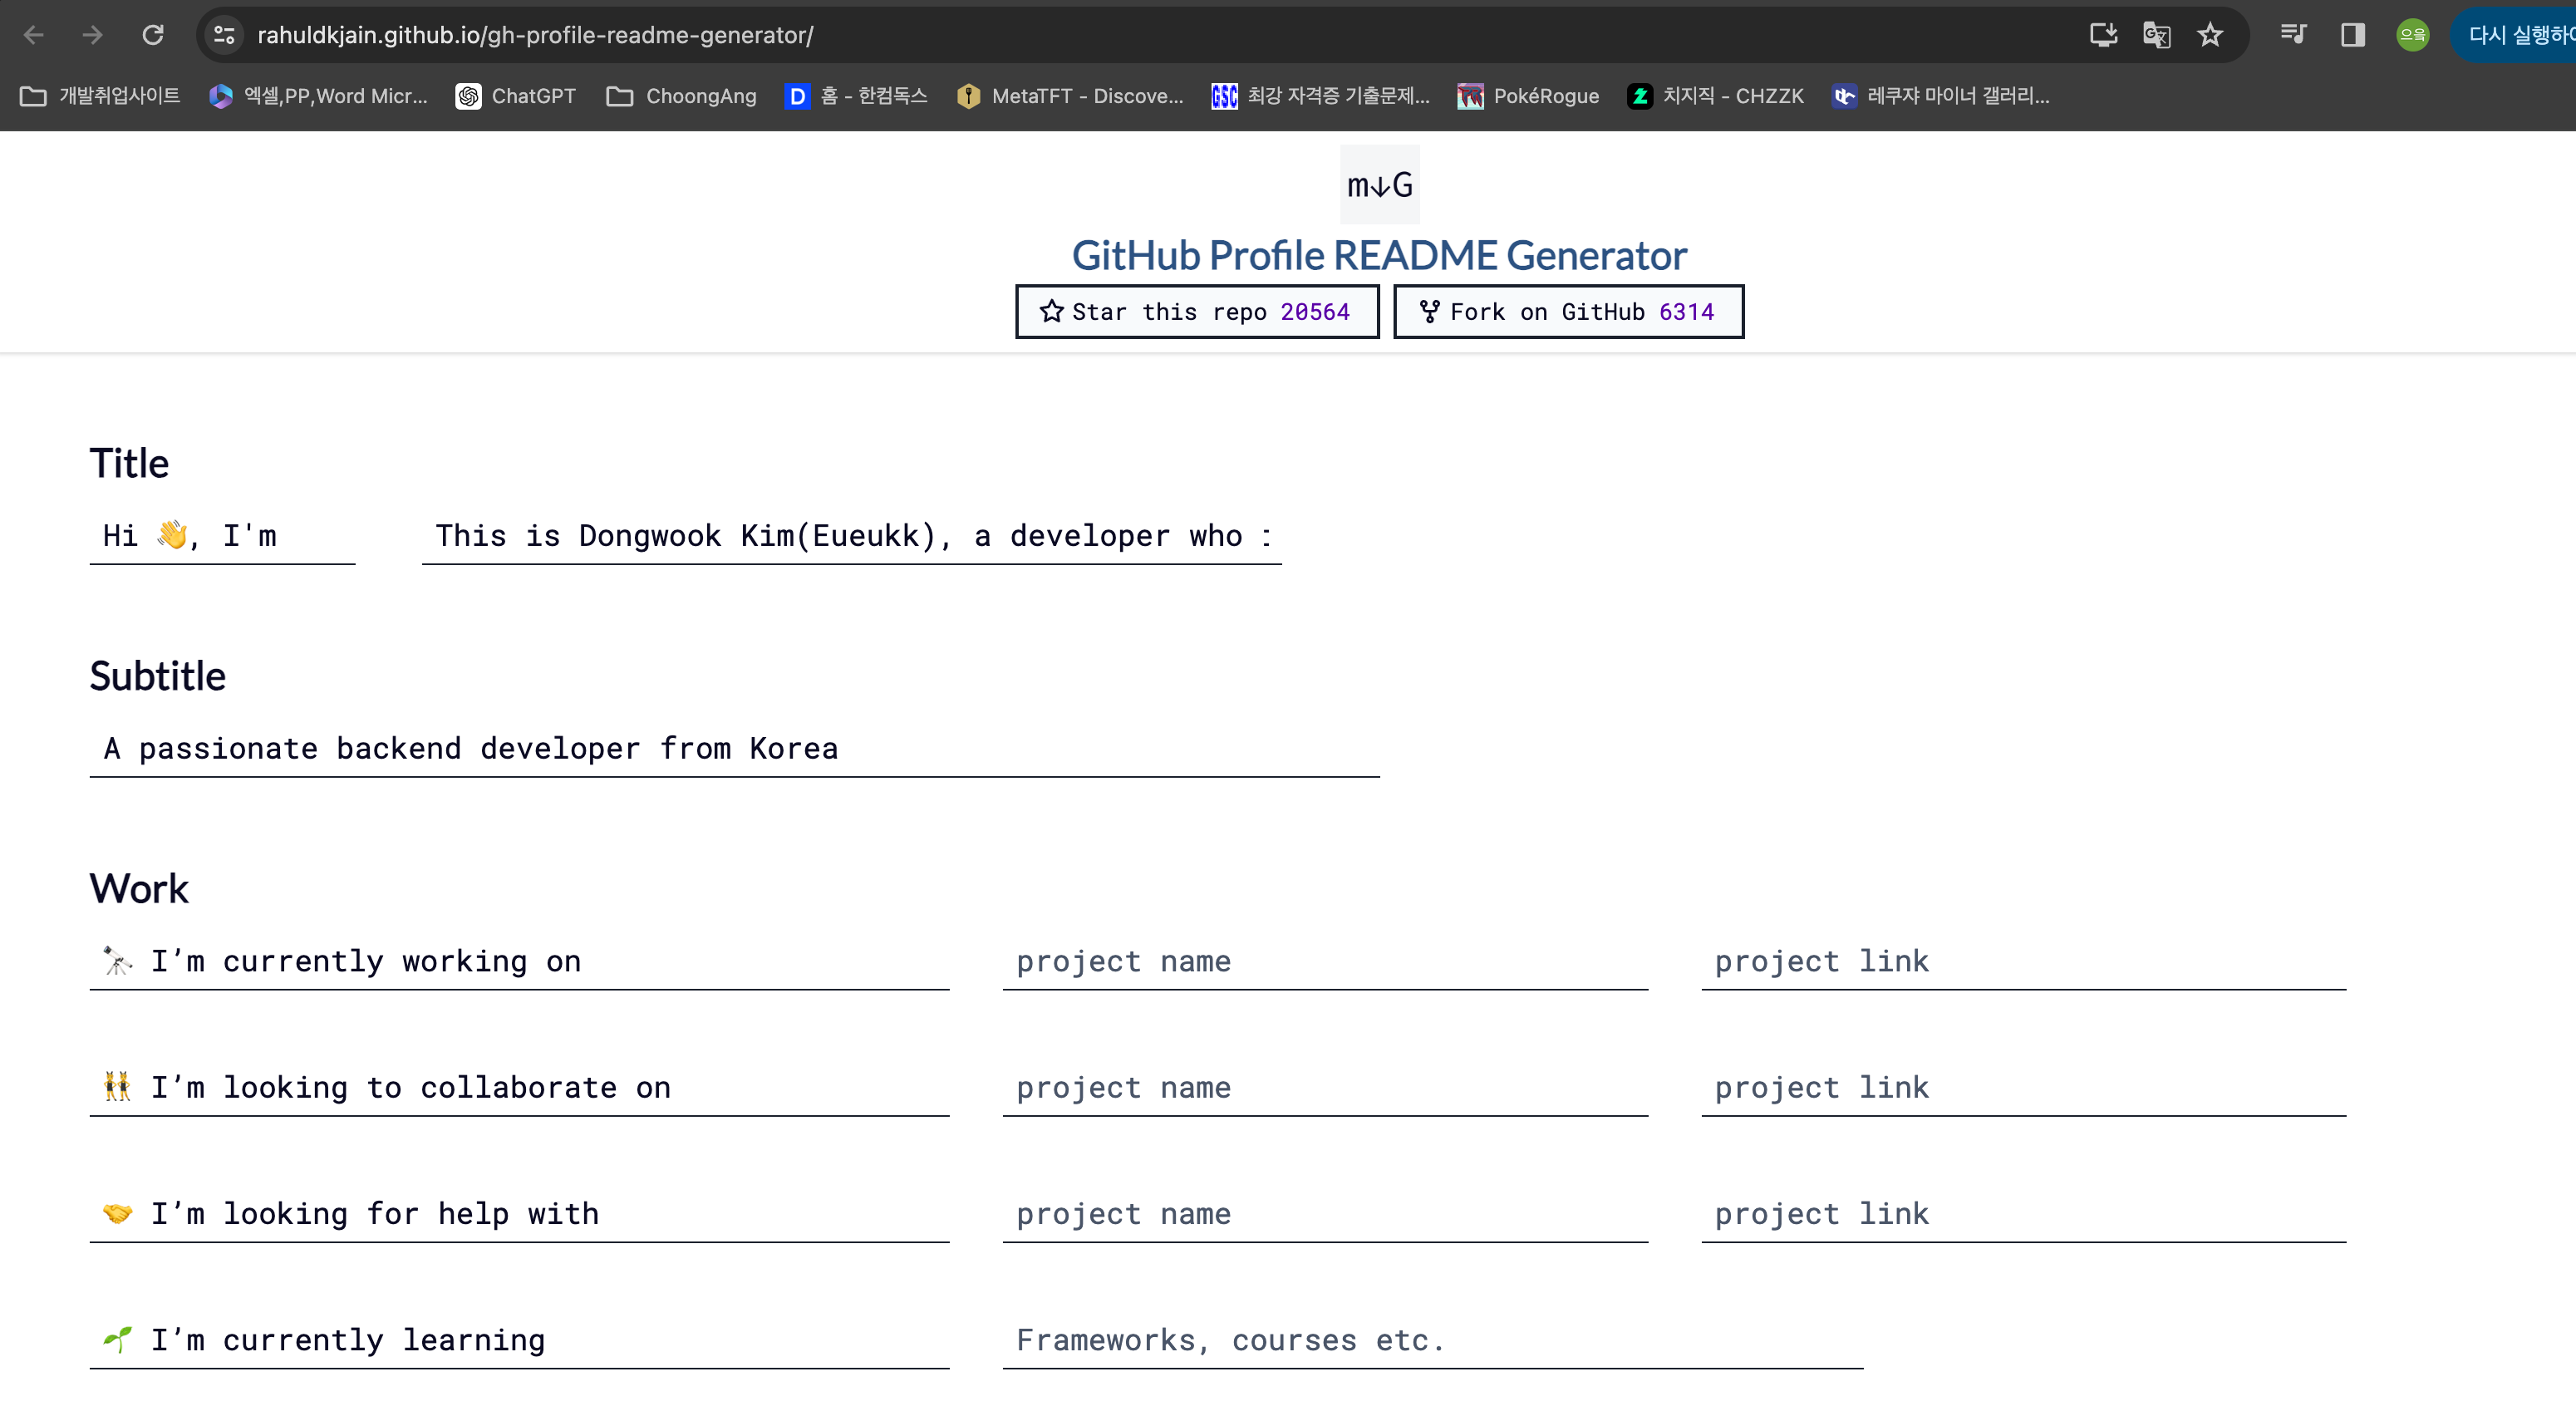 rahuldkjain.github.io/gh-profile-readme-generator/
으윽
다시 실행하
개발취업사이트 엑셀,PP,Word Micr... ChatGPT ChoongAng 홈 - 한컴독스 MetaTFT - Discove... 최강 자격증 기출문제... PokéRogue 치지직 - CHZZK 레쿠쟈 마이너 갤러리...
m↓G
GitHub Profile README Generator
Star this repo 20564 Fork on GitHub 6314
Title
Hi 👋, I'm This is Dongwook Kim(Eueukk), a developer who
Subtitle
A passionate backend developer from Korea
Work
🔭 I’m currently working on project name project link
👯 I’m looking to collaborate on project name project link
🤝 I’m looking for help with project name project link
🌱 I’m currently learning Frameworks, courses etc.